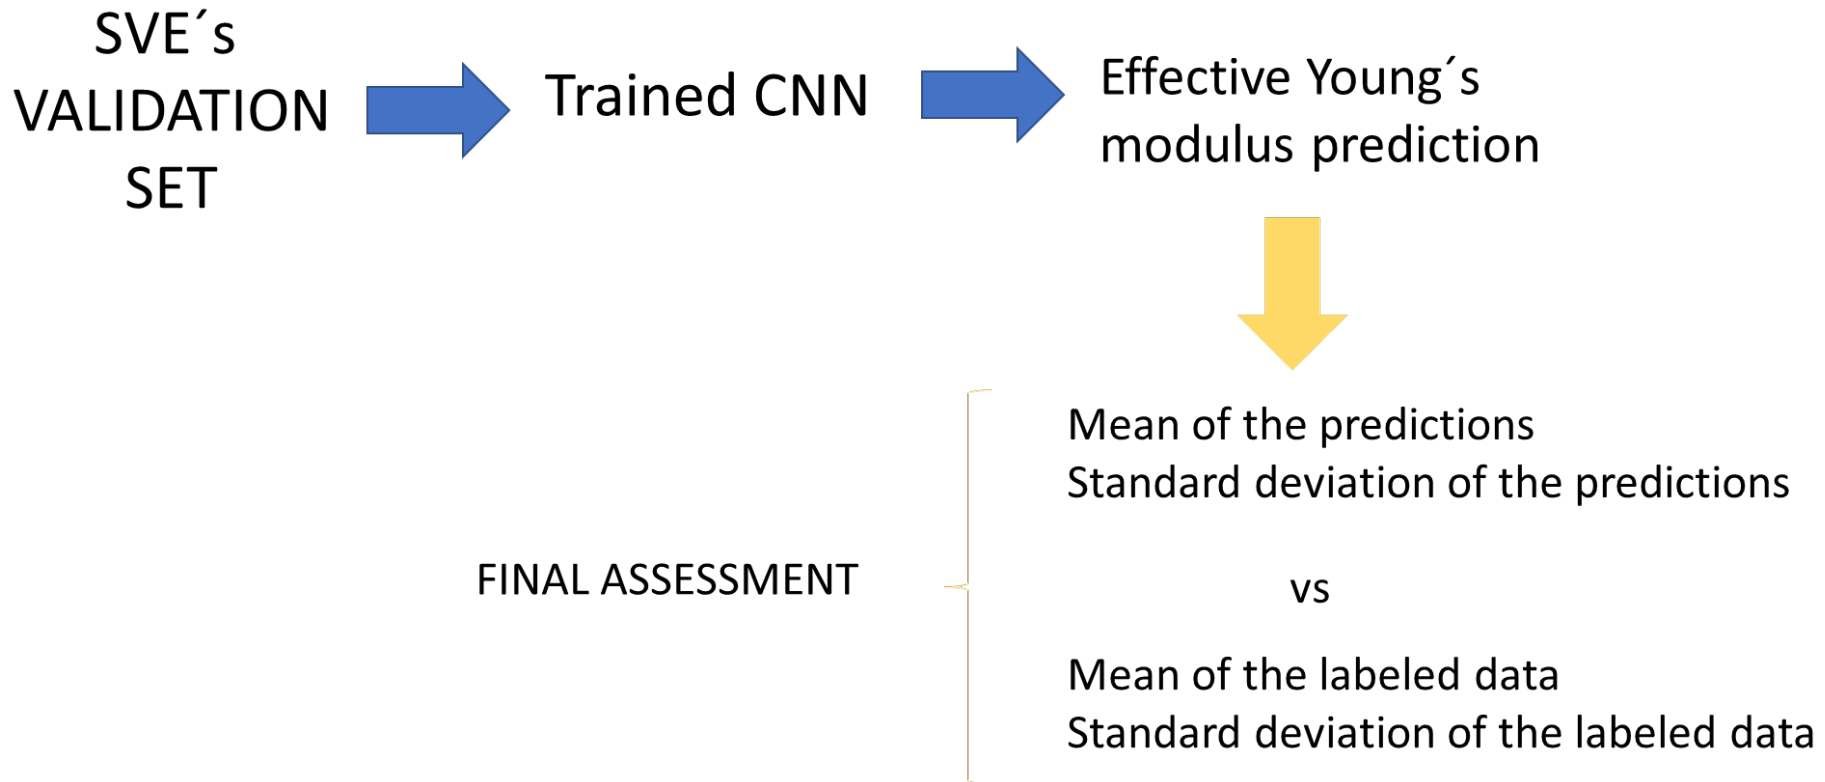 SVE´s
VALIDATION
SET
Trained CNN
Effective Young´s
modulus prediction
Mean of the predictions
Standard deviation of the predictions
FINAL ASSESSMENT
vs
Mean of the labeled data
Standard deviation of the labeled data